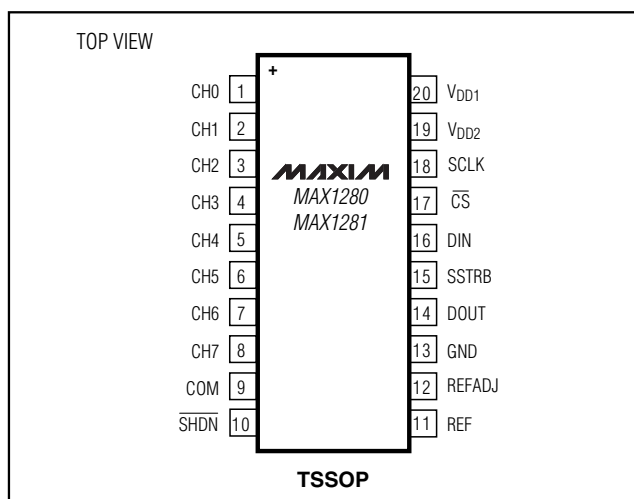 TOP VIEW
+
CH0 1 20 VDD1
CH1 2 19 VDD2
CH2 3 MAXIM 18 SCLK
CH3 4 MAX1280 17 C̅S̅
MAX1281
CH4 5 16 DIN
CH5 6 15 SSTRB
CH6 7 14 DOUT
CH7 8 13 GND
COM 9 12 REFADJ
S̅H̅D̅N̅ 10 11 REF
TSSOP